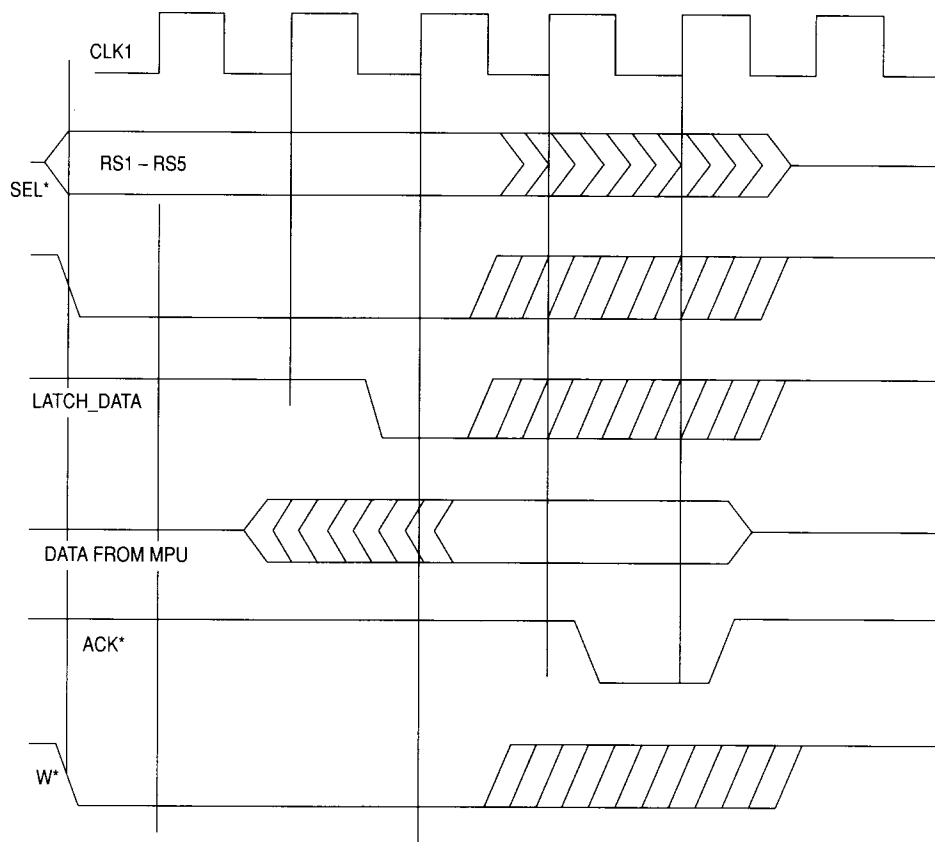 CLK1
RS1 – RS5
SEL*
LATCH_DATA
DATA FROM MPU
ACK*
W*